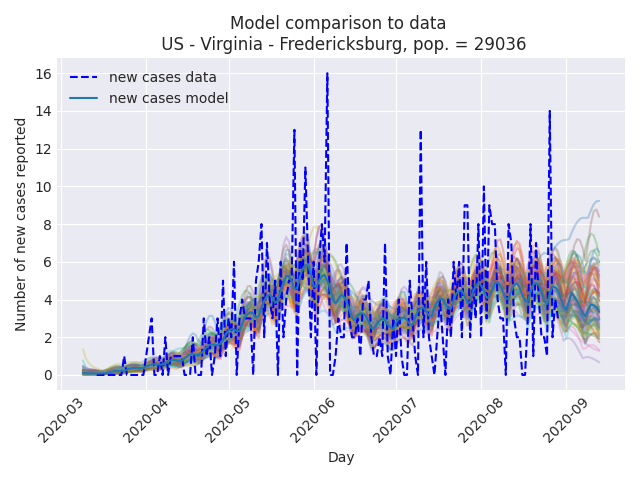 Model comparison to data
US - Virginia - Fredericksburg, pop. = 29036
new cases data
new cases model
Number of new cases reported
16
14
12
10
8
6
4
2
0
2020-03
2020-04
2020-05
2020-06
2020-07
2020-08
2020-09
Day